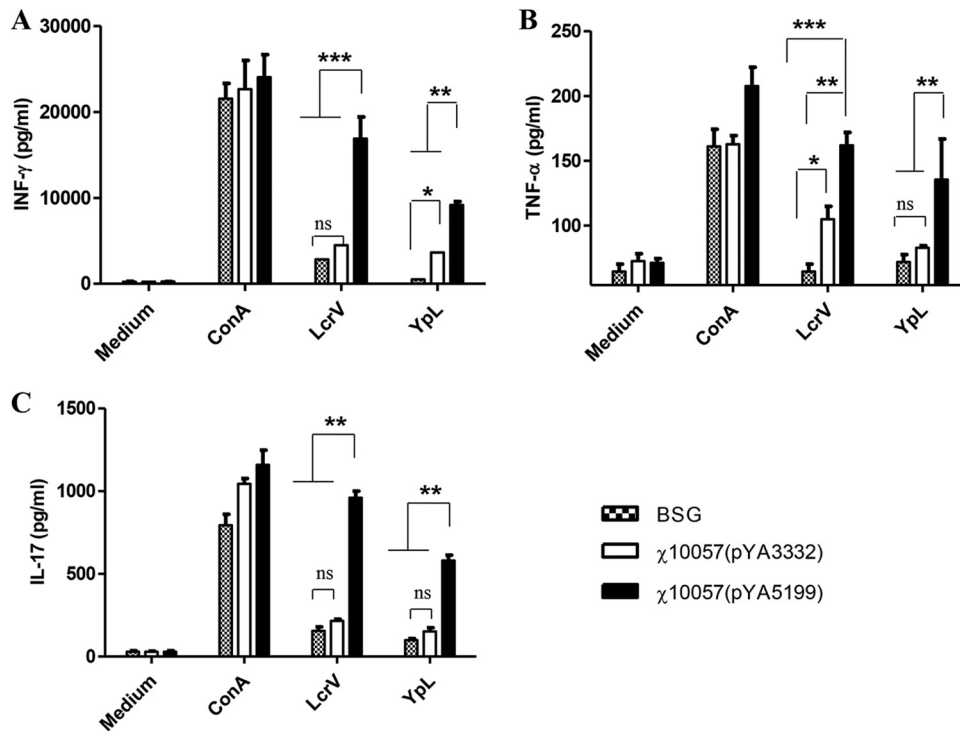 A
INF-γ (pg/ml)
30000
20000
10000
0
***
**
*
ns
Medium
ConA
LcrV
YpL
B
TNF-α (pg/ml)
250
200
150
100
***
**
**
*
ns
Medium
ConA
LcrV
YpL
C
IL-17 (pg/ml)
1500
1000
500
0
**
**
ns
ns
Medium
ConA
LcrV
YpL
BSG
χ10057(pYA3332)
χ10057(pYA5199)